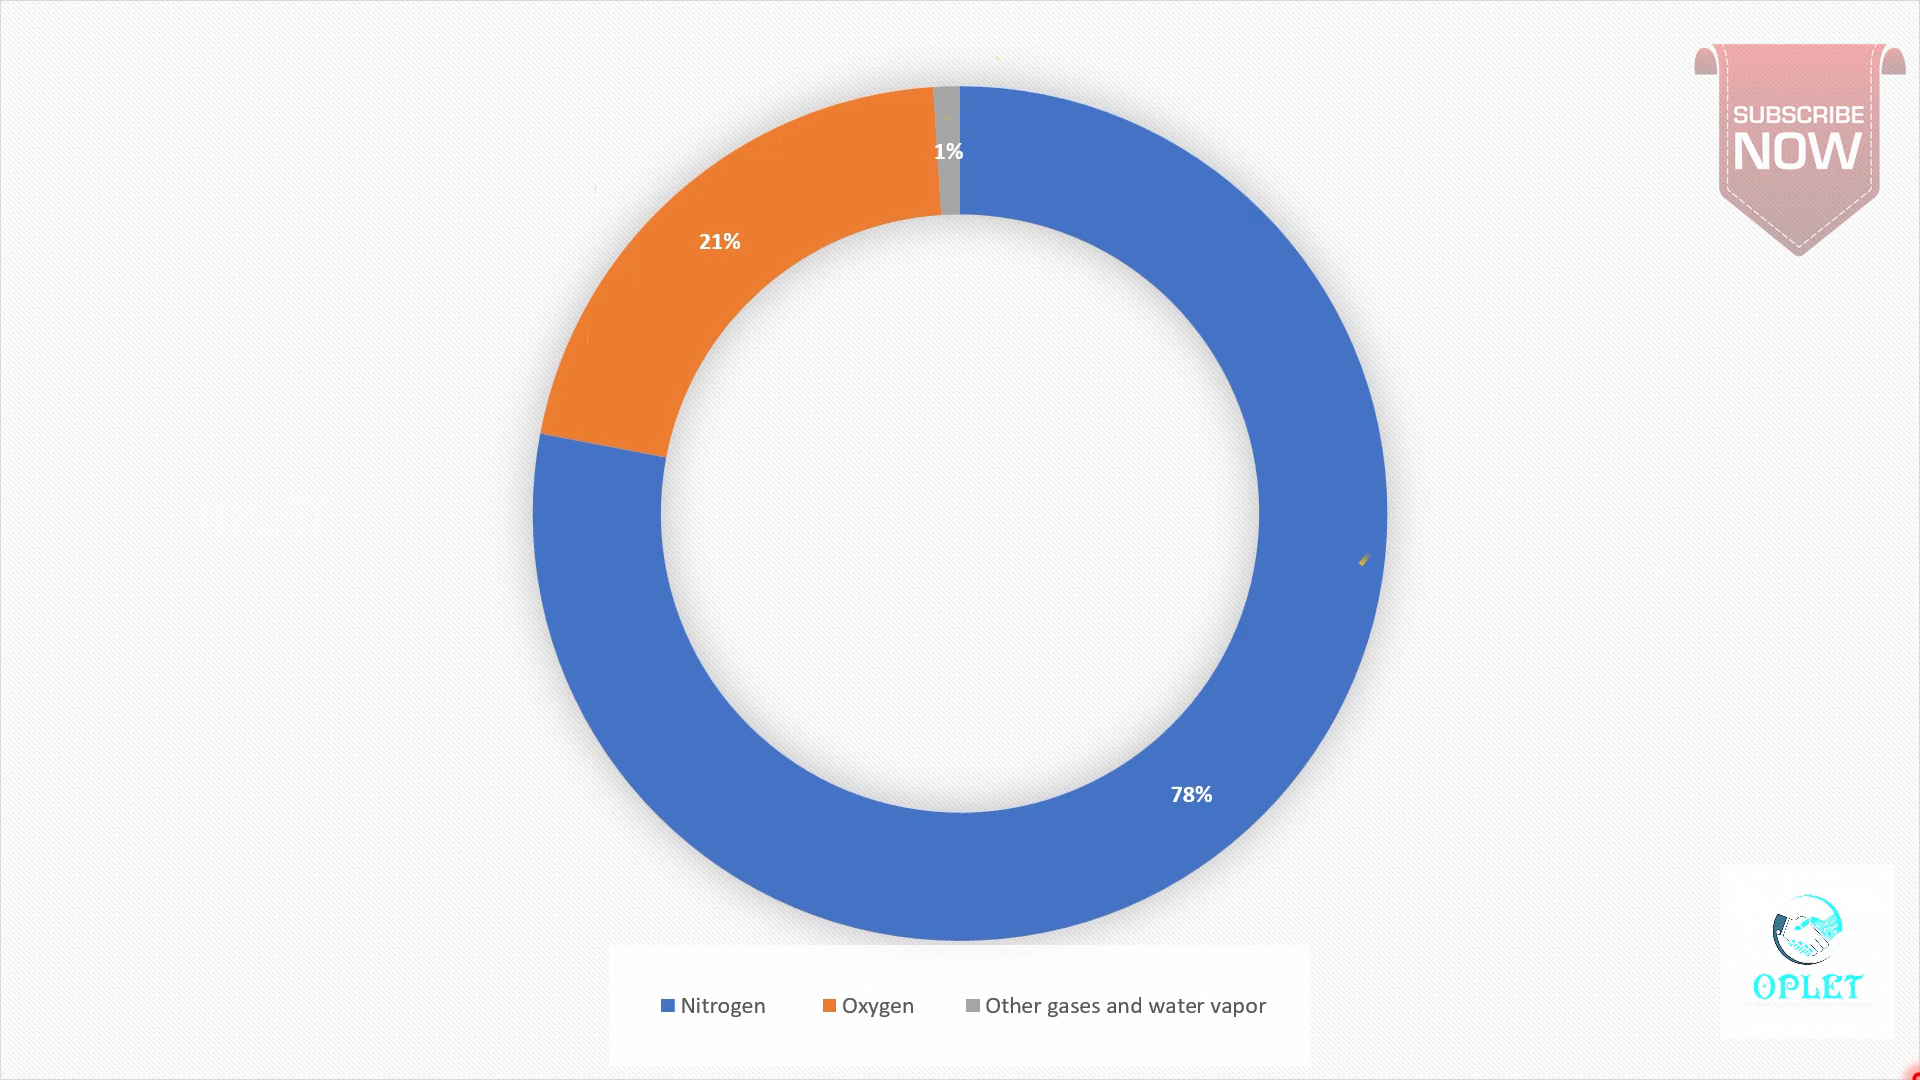 SUBSCRIBE
NOW
1%
21%
78%
Nitrogen Oxygen Other gases and water vapor
OPLET